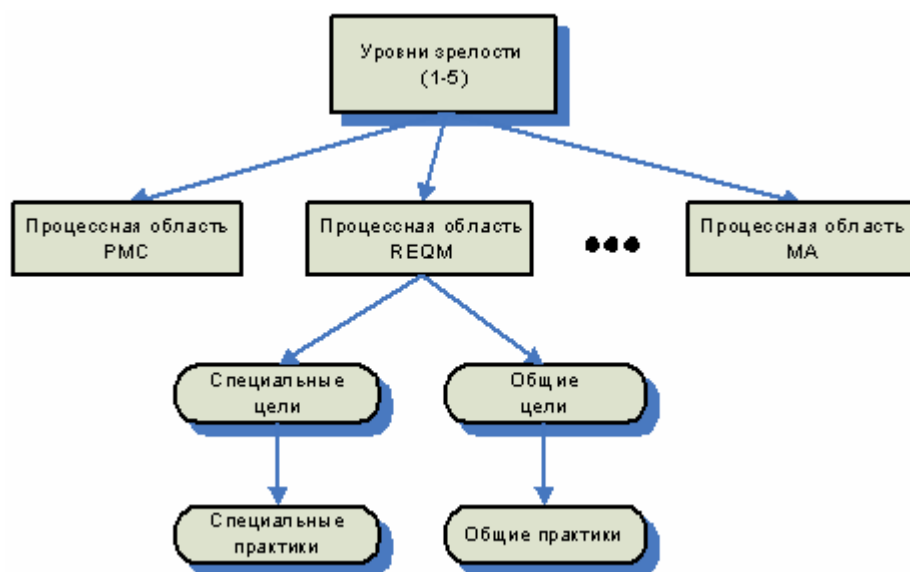 Уровни зрелости
(1-5)
Процессная область
PMC
Процессная область
REQM
Процессная область
MA
Специальные
цели
Общие
цели
Специальные
практики
Общие практики